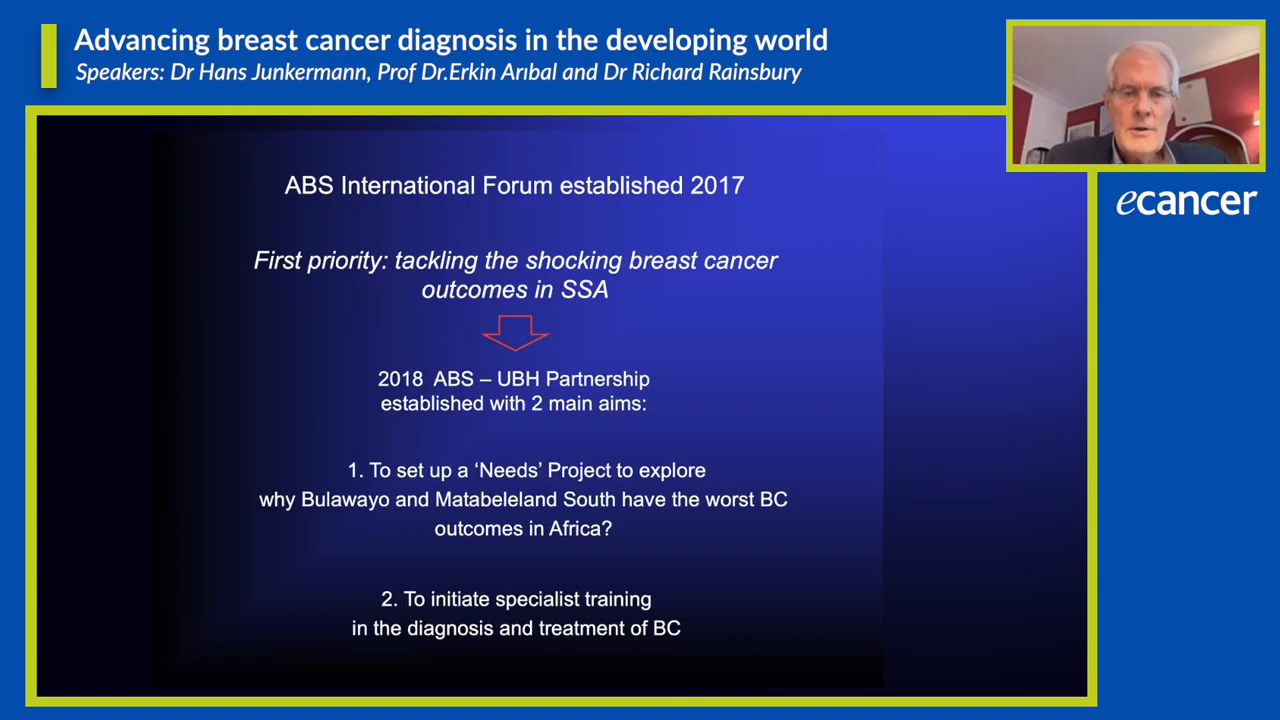 Advancing breast cancer diagnosis in the developing world
Speakers: Dr Hans Junkermann, Prof Dr.Erkin Arıbal and Dr Richard Rainsbury
ecancer
ABS International Forum established 2017
First priority: tackling the shocking breast cancer
outcomes in SSA
2018 ABS – UBH Partnership
established with 2 main aims:
1. To set up a ‘Needs’ Project to explore
why Bulawayo and Matabeleland South have the worst BC
outcomes in Africa?
2. To initiate specialist training
in the diagnosis and treatment of BC